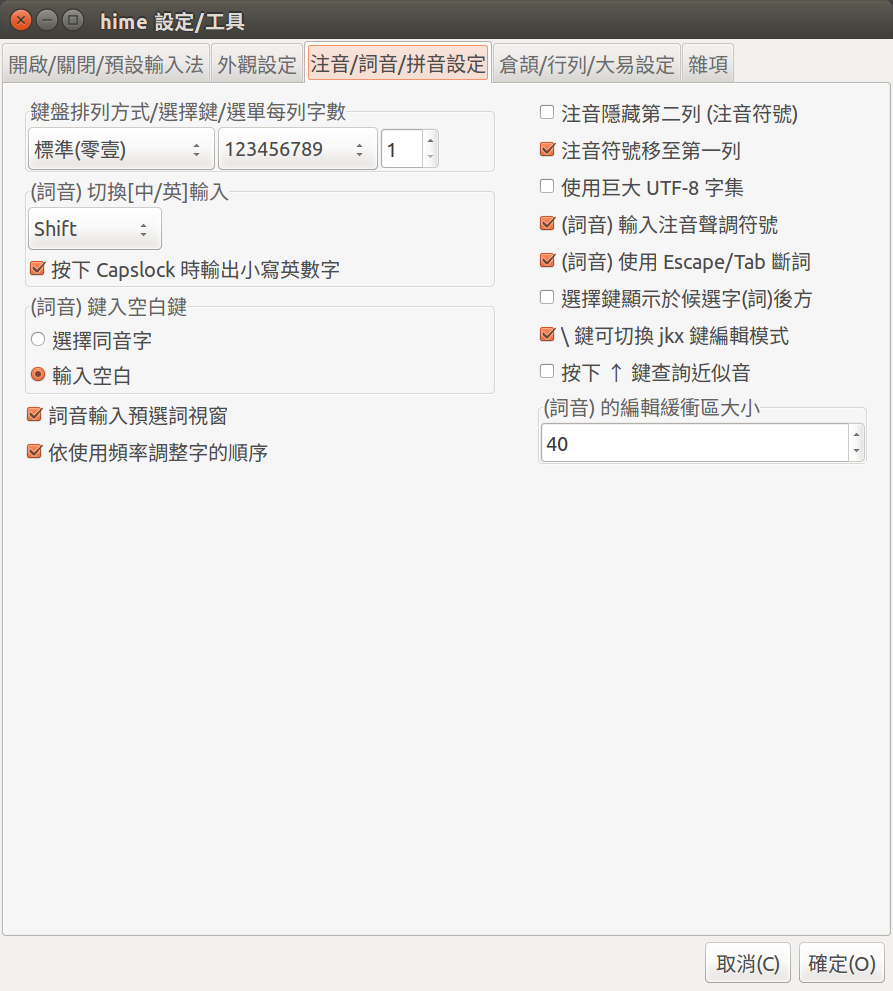 hime 設定/工具
開啟/關閉/預設輸入法 外觀設定 注音/詞音/拼音設定 倉頡/行列/大易設定 雜項
鍵盤排列方式/選擇鍵/選單每列字數
標準(零壹) 123456789 1
(詞音) 切換[中/英]輸入
Shift
按下 Capslock 時輸出小寫英數字
(詞音) 鍵入空白鍵
選擇同音字
輸入空白
詞音輸入預選詞視窗
依使用頻率調整字的順序
注音隱藏第二列 (注音符號)
注音符號移至第一列
使用巨大 UTF-8 字集
(詞音) 輸入注音聲調符號
(詞音) 使用 Escape/Tab 斷詞
選擇鍵顯示於候選字(詞)後方
\ 鍵可切換 jkx 鍵編輯模式
按下 ↑ 鍵查詢近似音
(詞音) 的編輯緩衝區大小
40
取消(C) 確定(O)